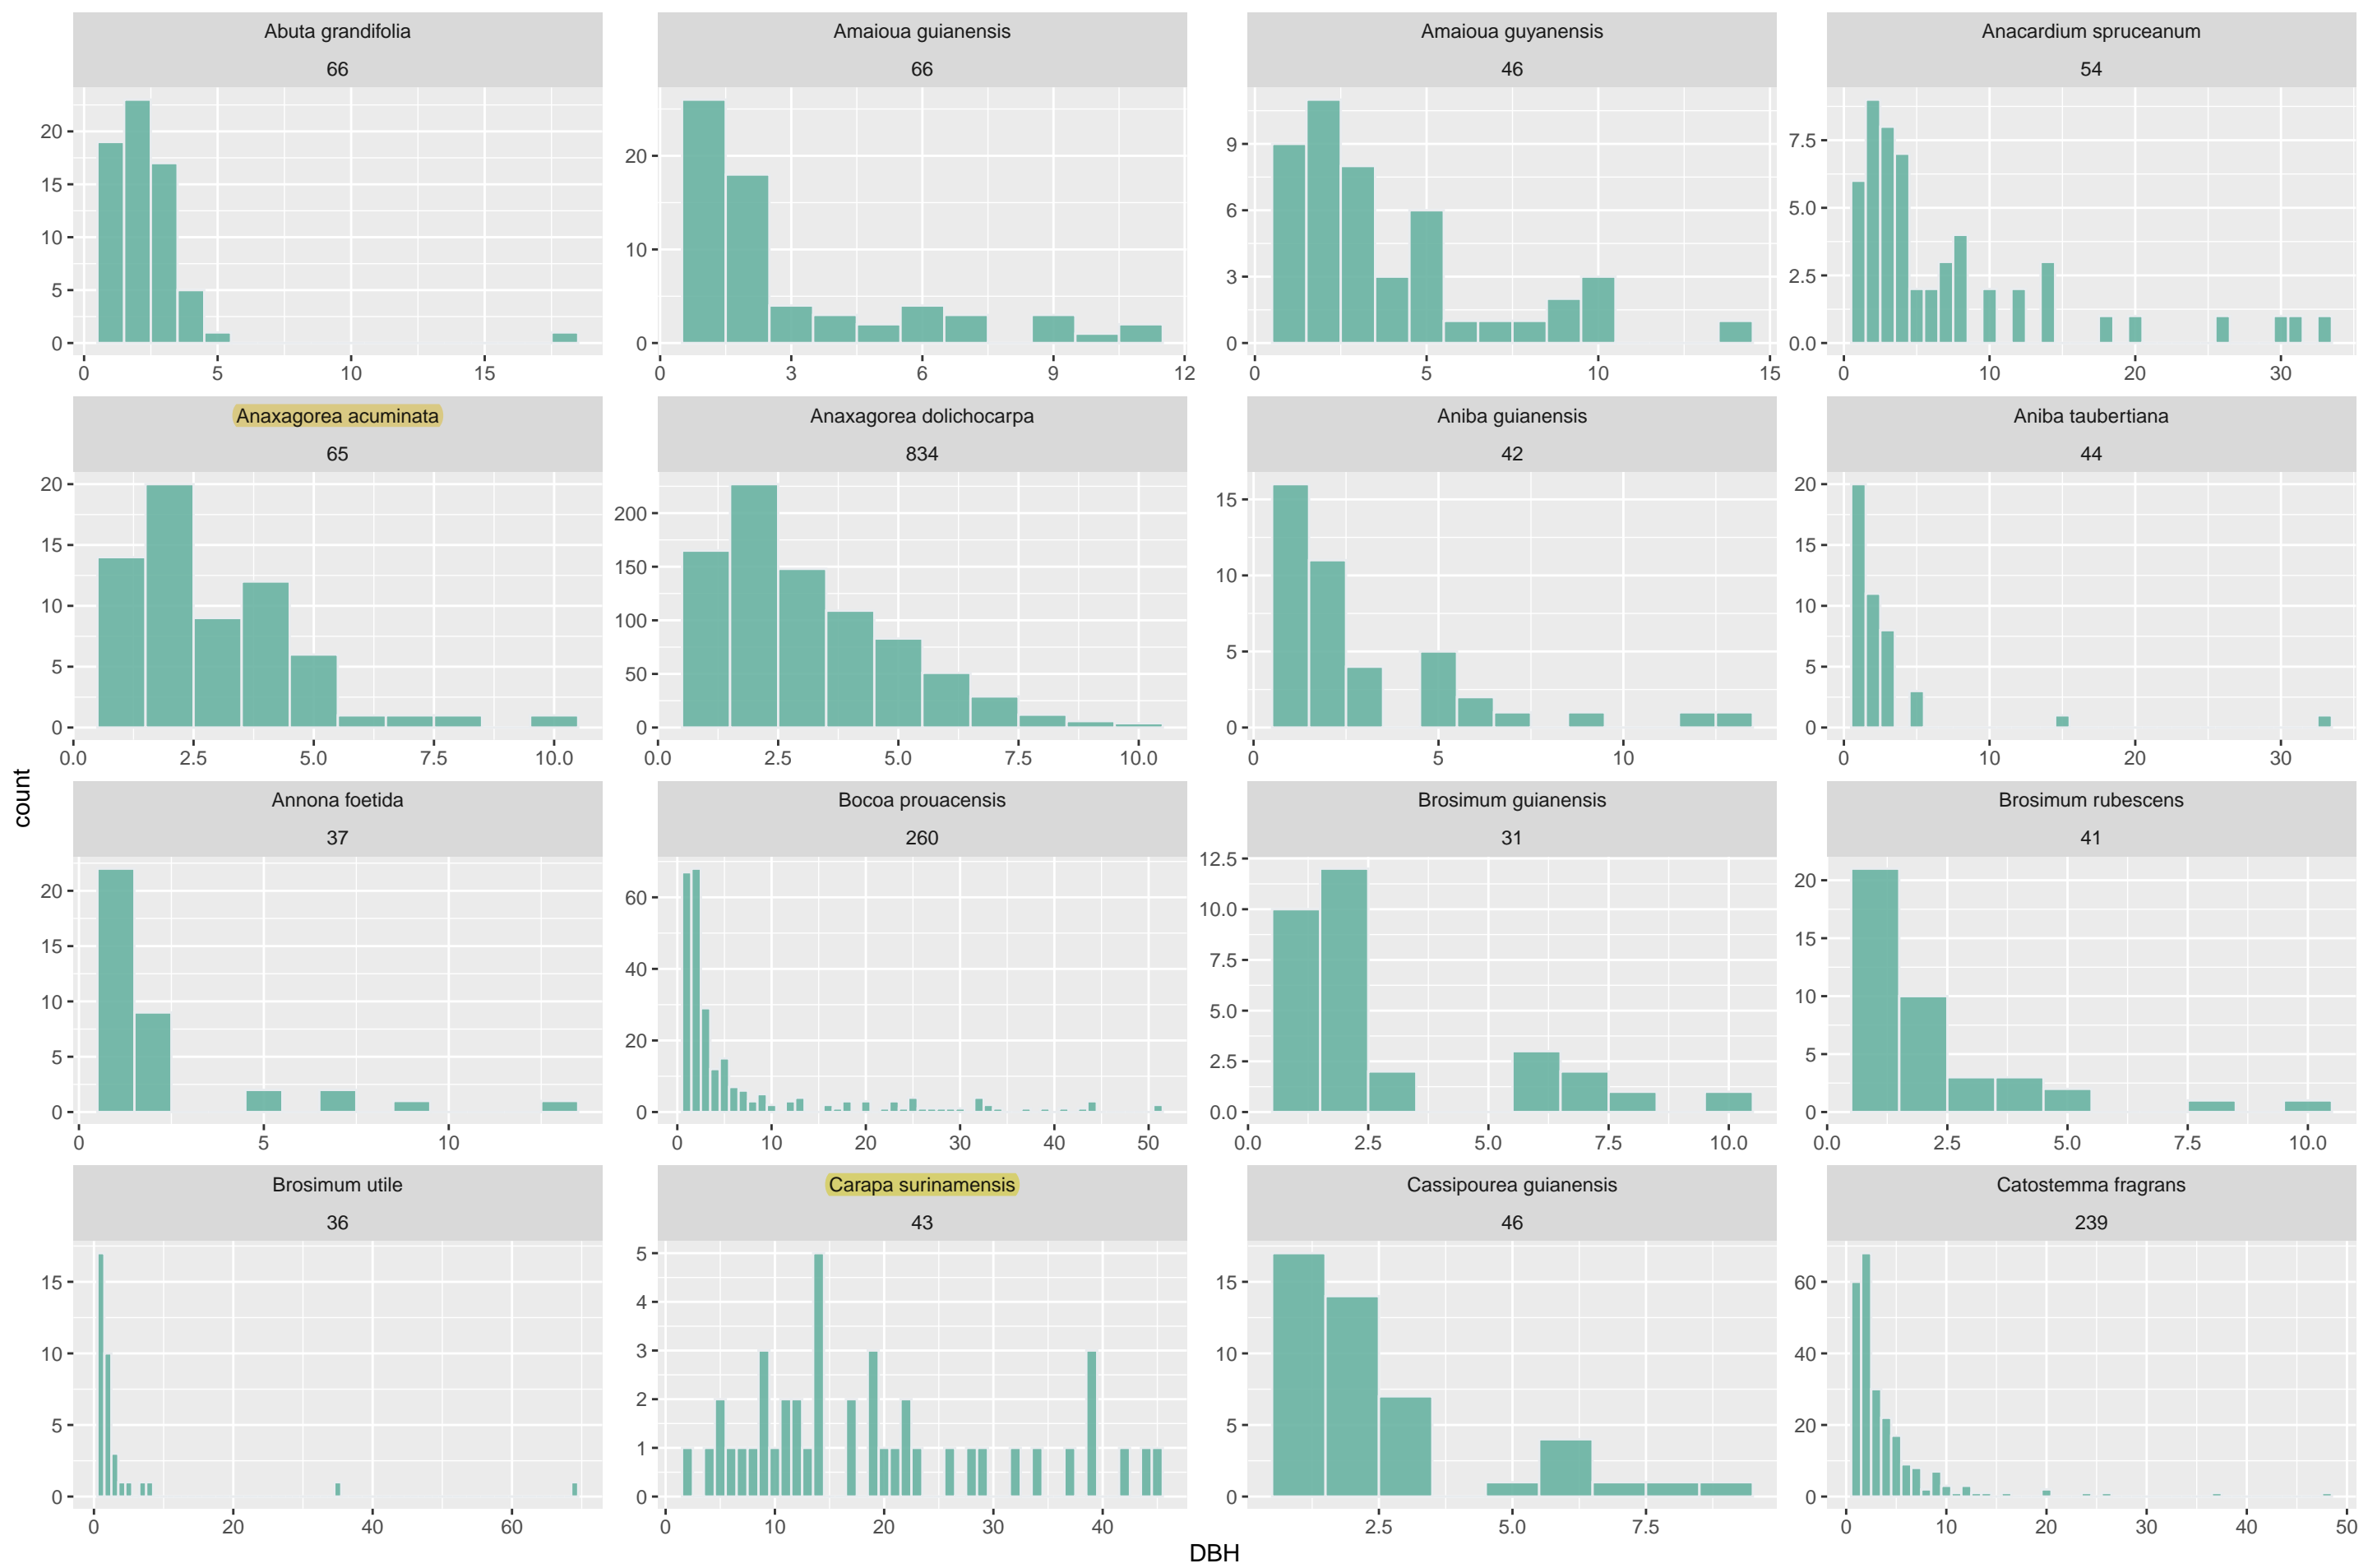 Abuta grandifolia
66
Amaioua guianensis
66
Amaioua guyanensis
46
Anacardium spruceanum
54
20
15
10
5
0
0 5 10 15
20
10
0
0 3 6 9 12
9
6
3
0
0 5 10 15
7.5
5.0
2.5
0.0
0 10 20 30
Anaxagorea acuminata
65
Anaxagorea dolichocarpa
834
Aniba guianensis
42
Aniba taubertiana
44
20
15
10
5
0
0.0 2.5 5.0 7.5 10.0
200
150
100
50
0
0.0 2.5 5.0 7.5 10.0
15
10
5
0
0 5 10
20
15
10
5
0
0 10 20 30
count
Annona foetida
37
Bocoa prouacensis
260
Brosimum guianensis
31
Brosimum rubescens
41
20
15
10
5
0
0 5 10
60
40
20
0
0 10 20 30 40 50
12.5
10.0
7.5
5.0
2.5
0.0
0.0 2.5 5.0 7.5 10.0
20
15
10
5
0
0.0 2.5 5.0 7.5 10.0
Brosimum utile
36
Carapa surinamensis
43
Cassipourea guianensis
46
Catostemma fragrans
239
15
10
5
0
0 20 40 60
5
4
3
2
1
0
0 10 20 30 40
15
10
5
0
2.5 5.0 7.5
60
40
20
0
0 10 20 30 40 50
DBH